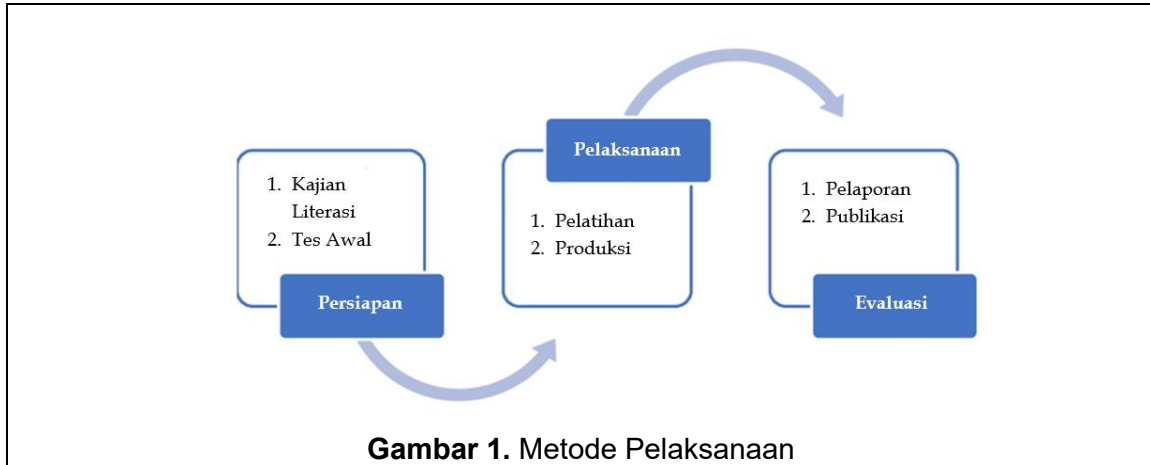 1. Kajian
Literasi
2. Tes Awal
Persiapan
Pelaksanaan
1. Pelatihan
2. Produksi
1. Pelaporan
2. Publikasi
Evaluasi
Gambar 1. Metode Pelaksanaan